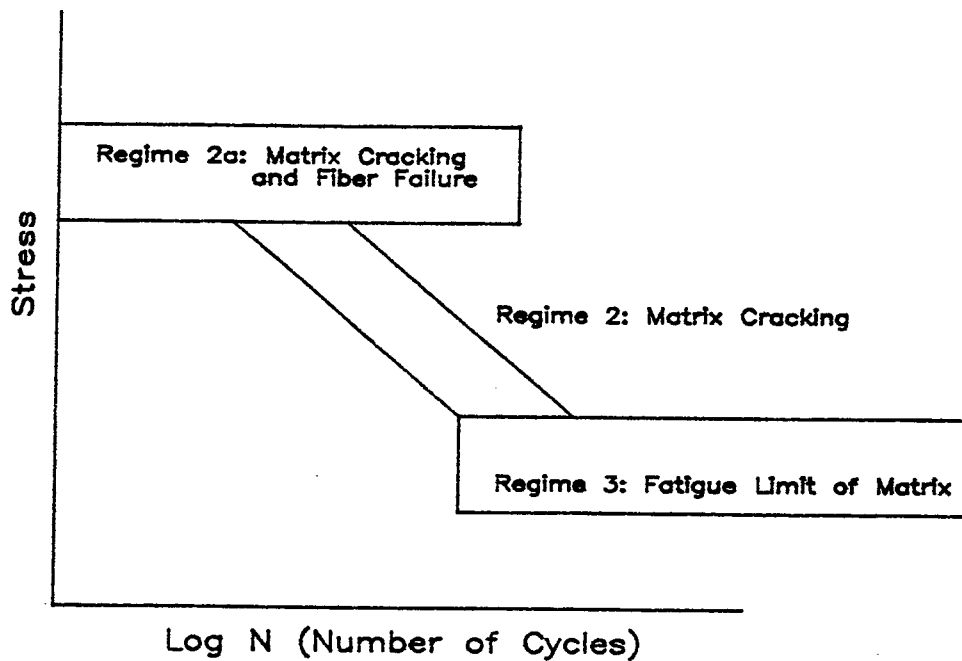 Regime 2a: Matrix Cracking
and Fiber Failure
Stress
Regime 2: Matrix Cracking
Regime 3: Fatigue Limit of Matrix
Log N (Number of Cycles)